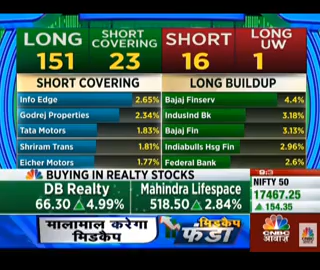 LONG SHORT COVERING SHORT LONG UW
151 23 16 1
SHORT COVERING LONG BUILDUP
Info Edge 2.65% Bajaj Finserv 4.4%
Godrej Properties 2.34% IndusInd Bk 3.18%
Tata Motors 1.83% Bajaj Fin 3.13%
Shriram Trans 1.81% Indiabulls Hsg Fin 2.96%
Eicher Motors 1.77% Federal Bank 2.6%
BUYING IN REALTY STOCKS
DB Realty Mahindra Lifespace
66.30 ▲ 4.99% 518.50 ▲ 2.84%
NIFTY 50
17467.25
▲ 154.35
मालामाल करेगा
मिडकैप
मिडकैप
फंडा
CNBC
आवाज़